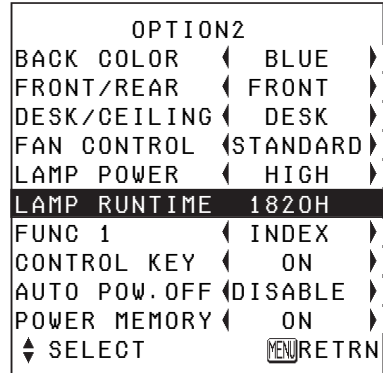 OPTION2
BACK COLOR BLUE
FRONT/REAR FRONT
DESK/CEILING DESK
FAN CONTROL STANDARD
LAMP POWER HIGH
LAMP RUNTIME 1820H
FUNC 1 INDEX
CONTROL KEY ON
AUTO POW.OFF DISABLE
POWER MEMORY ON
SELECT MENU RETRN